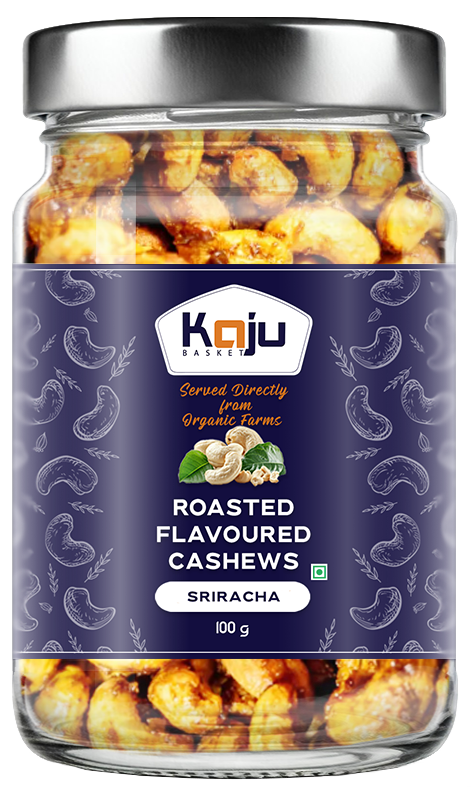 Kaju
BASKET
Served Directly
from
Organic Farms
ROASTED
FLAVOURED
CASHEWS
SRIRACHA
100 g